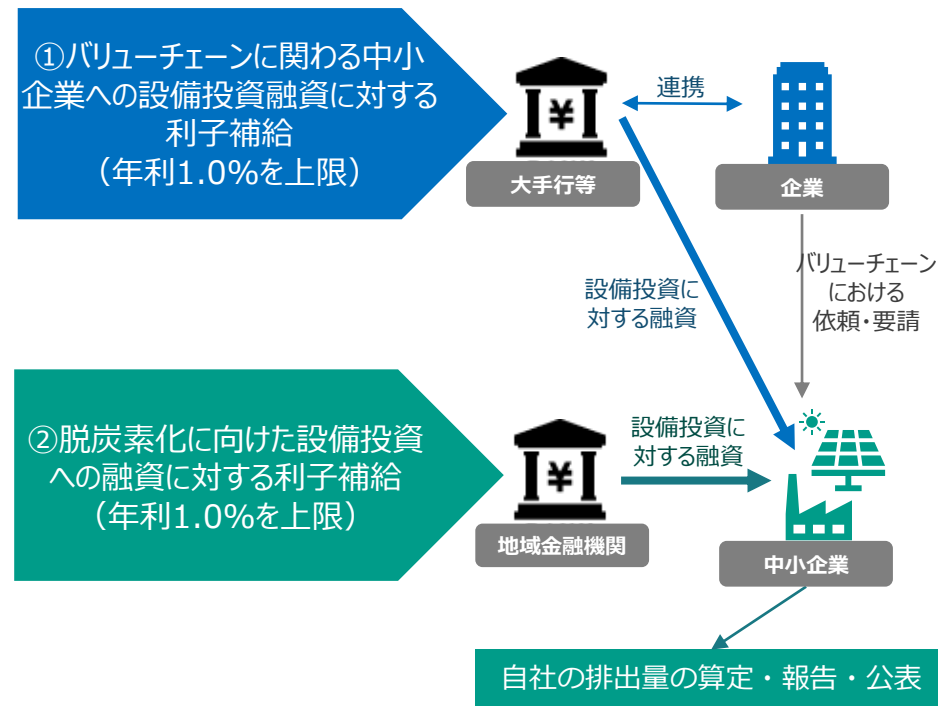 ①バリューチェーンに関わる中小
企業への設備投資融資に対する
利子補給
（年利1.0%を上限）
¥
連携
大手行等
企業
設備投資に
対する融資
バリューチェーン
における
依頼・要請
②脱炭素化に向けた設備投資
への融資に対する利子補給
（年利1.0%を上限）
¥
設備投資に
対する融資
地域金融機関
中小企業
自社の排出量の算定・報告・公表